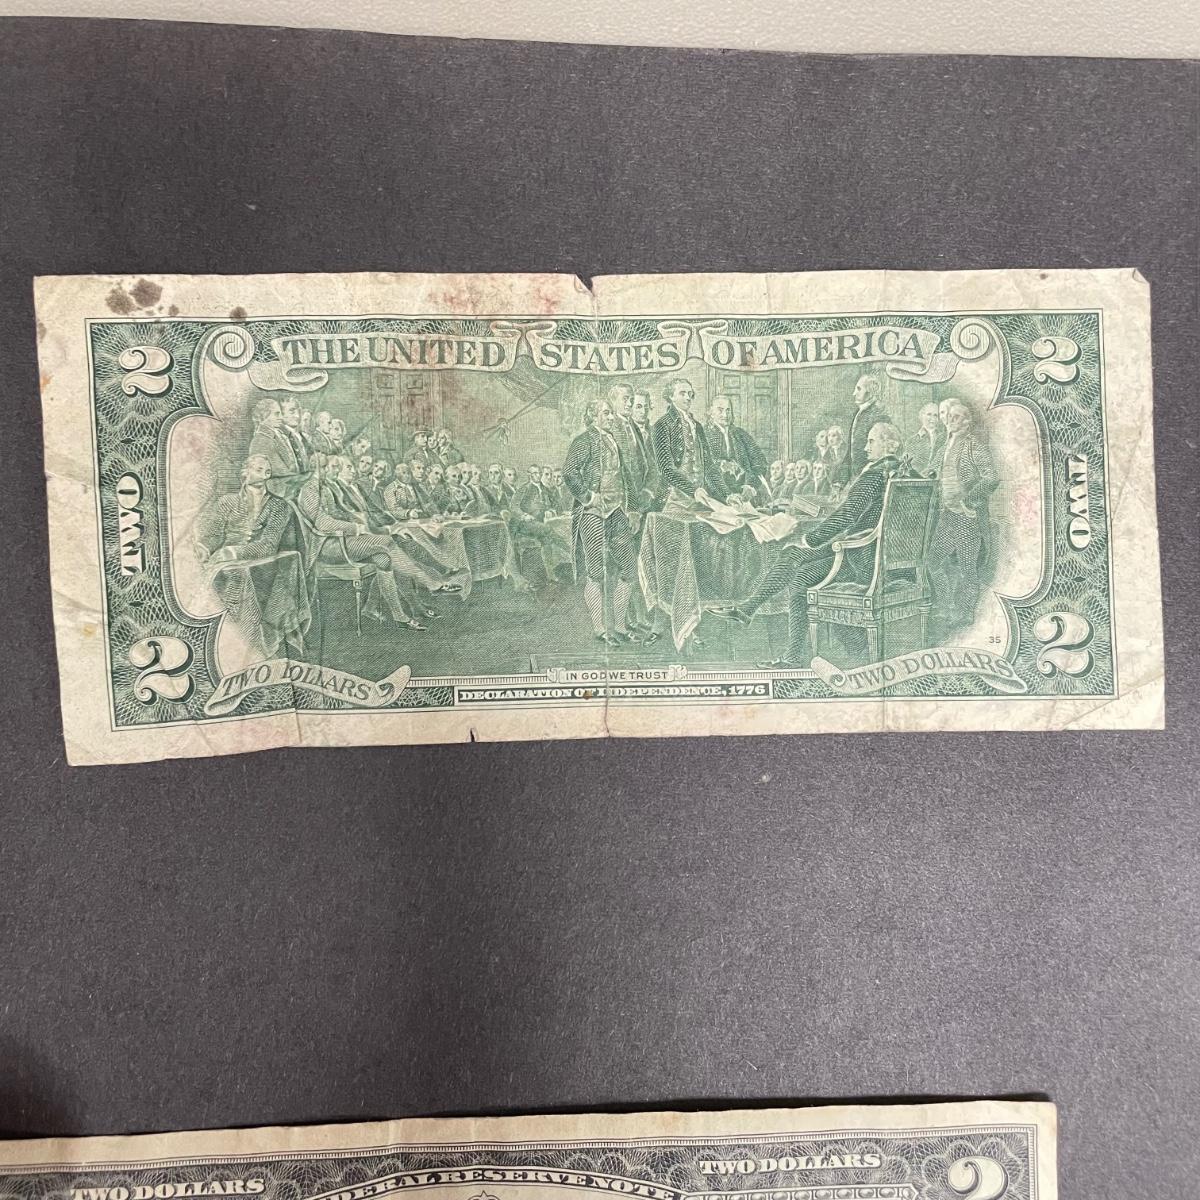 2 THE UNITED STATES OF AMERICA 2
TWO TWO
35
2 TWO DOLLARS IN GOD WE TRUST TWO DOLLARS 2
DECLARATION OF INDEPENDENCE, 1776
TWO DOLLARS FEDERAL RESERVE NOTE TWO DOLLARS 2